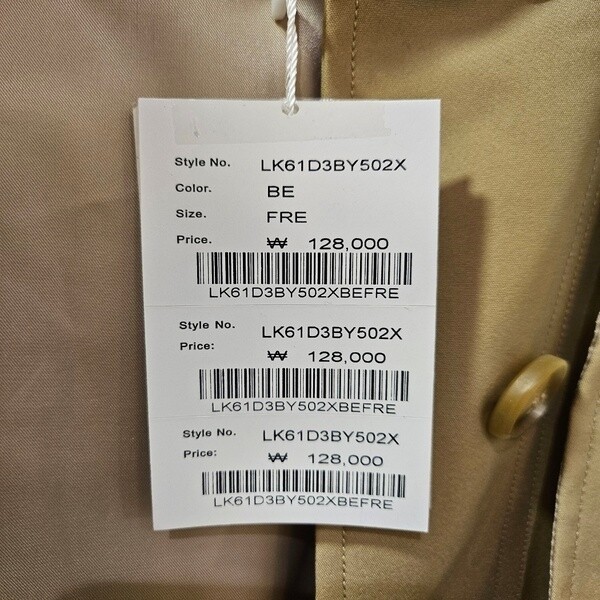 Style No. LK61D3BY502X
Color. BE
Size. FRE
Price. ₩ 128,000
LK61D3BY502XBEFRE
Style No. LK61D3BY502X
Price: ₩ 128,000
LK61D3BY502XBEFRE
Style No. LK61D3BY502X
Price: ₩ 128,000
LK61D3BY502XBEFRE